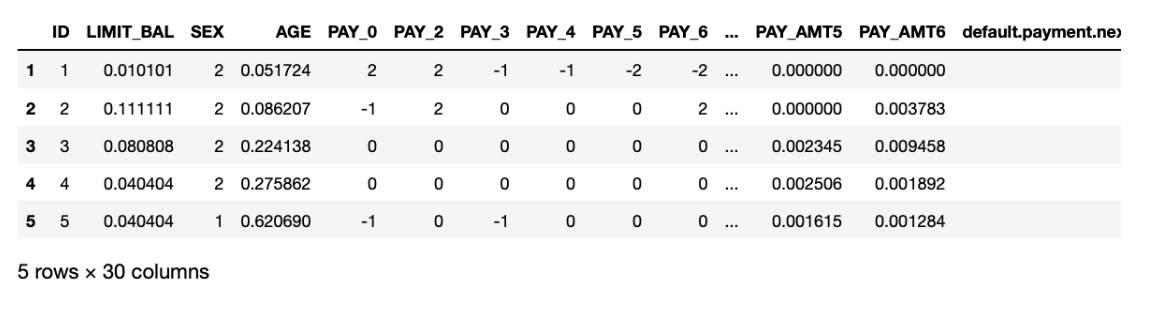 ID LIMIT_BAL SEX AGE PAY_0 PAY_2 PAY_3 PAY_4 PAY_5 PAY_6 ... PAY_AMT5 PAY_AMT6 default.payment.nex
1 1 0.010101 2 0.051724 2 2 -1 -1 -2 -2 ... 0.000000 0.000000
2 2 0.111111 2 0.086207 -1 2 0 0 0 2 ... 0.000000 0.003783
3 3 0.080808 2 0.224138 0 0 0 0 0 0 ... 0.002345 0.009458
4 4 0.040404 2 0.275862 0 0 0 0 0 0 ... 0.002506 0.001892
5 5 0.040404 1 0.620690 -1 0 -1 0 0 0 ... 0.001615 0.001284
5 rows × 30 columns